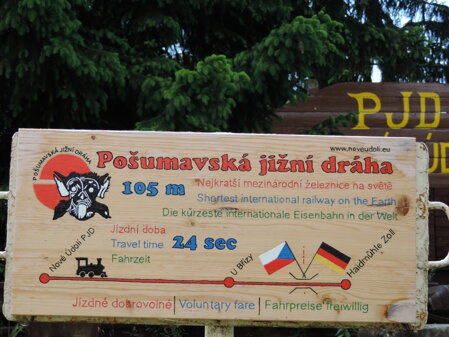 PJD
www.noveudoli.eu
POŠUMAVSKÁ JIŽNÍ DRÁHA
Pošumavská jižní dráha
105 m
Nejkratší mezinárodní železnice na světě
Shortest international railway on the Earth
Die kűrzeste internationale Eisenbahn in der Welt
Jízdní doba
Travel time
Fahrzeit
24 sec
Nové Údolí PJD
U Břízy
Haidmühle Zoll
Jízdné dobrovolné | Voluntary fare | Fahrpreise freiwillig